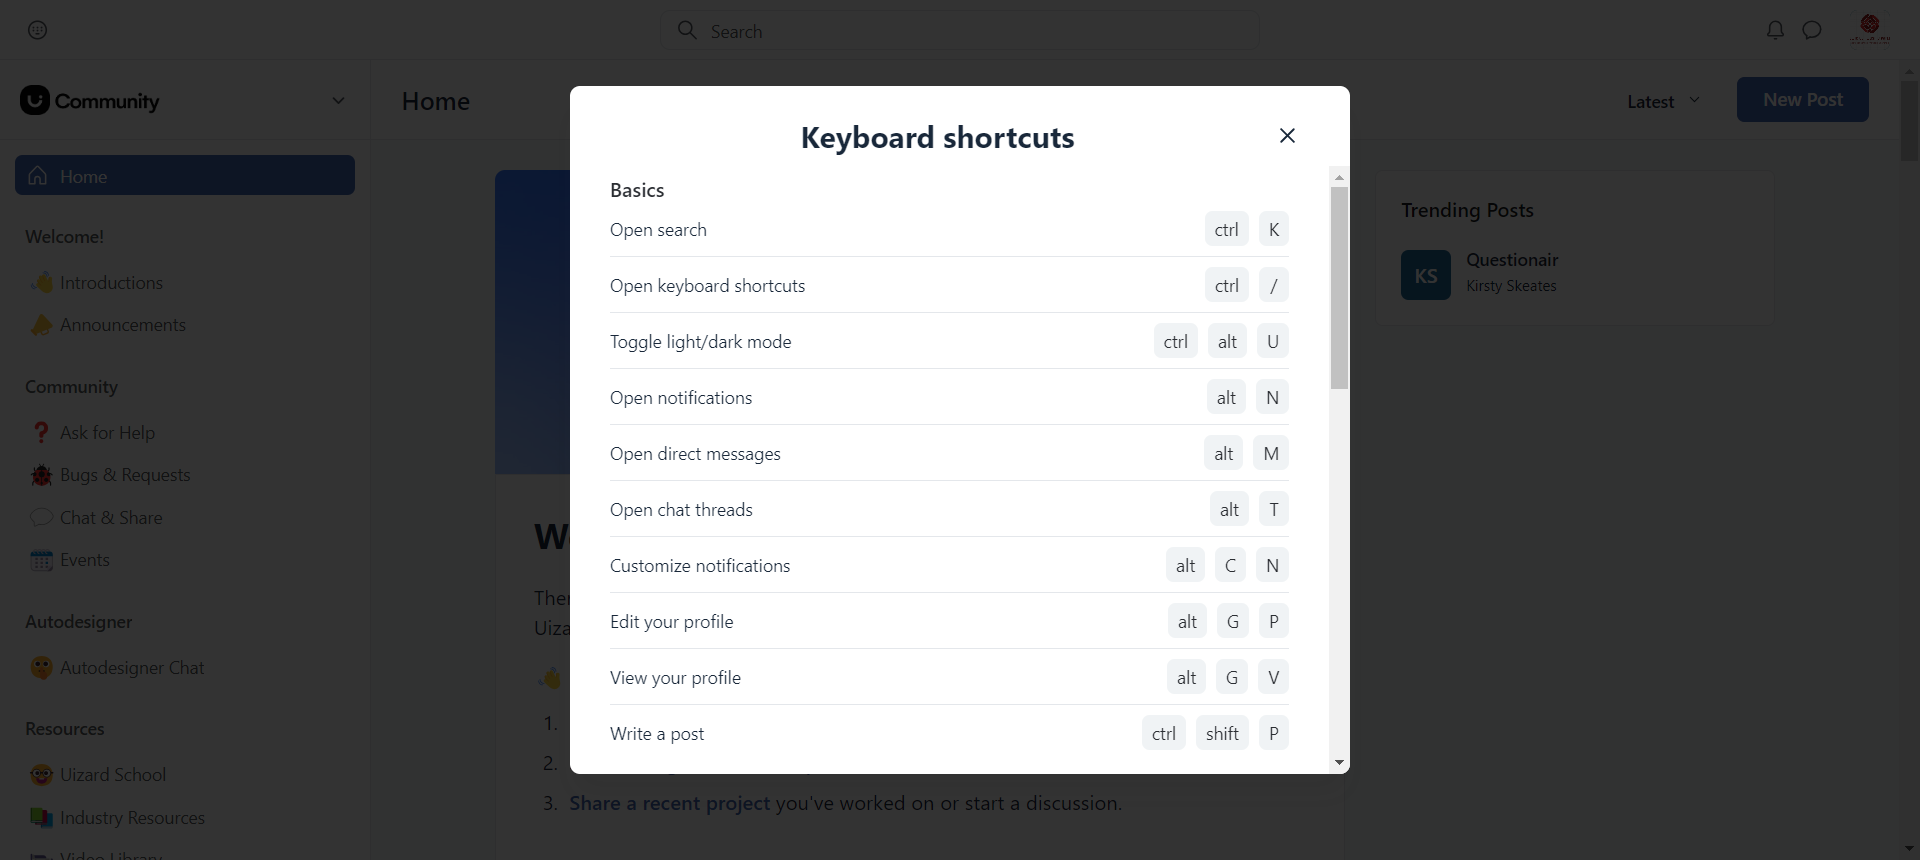 Search
Community
Home
Latest
New Post
Home
Welcome!
Introductions
Announcements
Community
Ask for Help
Bugs & Requests
Chat & Share
Events
Autodesigner
Autodesigner Chat
Resources
Uizard School
Industry Resources
Video Library
Keyboard shortcuts
Basics
Open search ctrl K
Open keyboard shortcuts ctrl /
Toggle light/dark mode ctrl alt U
Open notifications alt N
Open direct messages alt M
Open chat threads alt T
Customize notifications alt C N
Edit your profile alt G P
View your profile alt G V
Write a post ctrl shift P
1.
2.
3. Share a recent project you've worked on or start a discussion.
Trending Posts
KS
Questionair
Kirsty Skeates